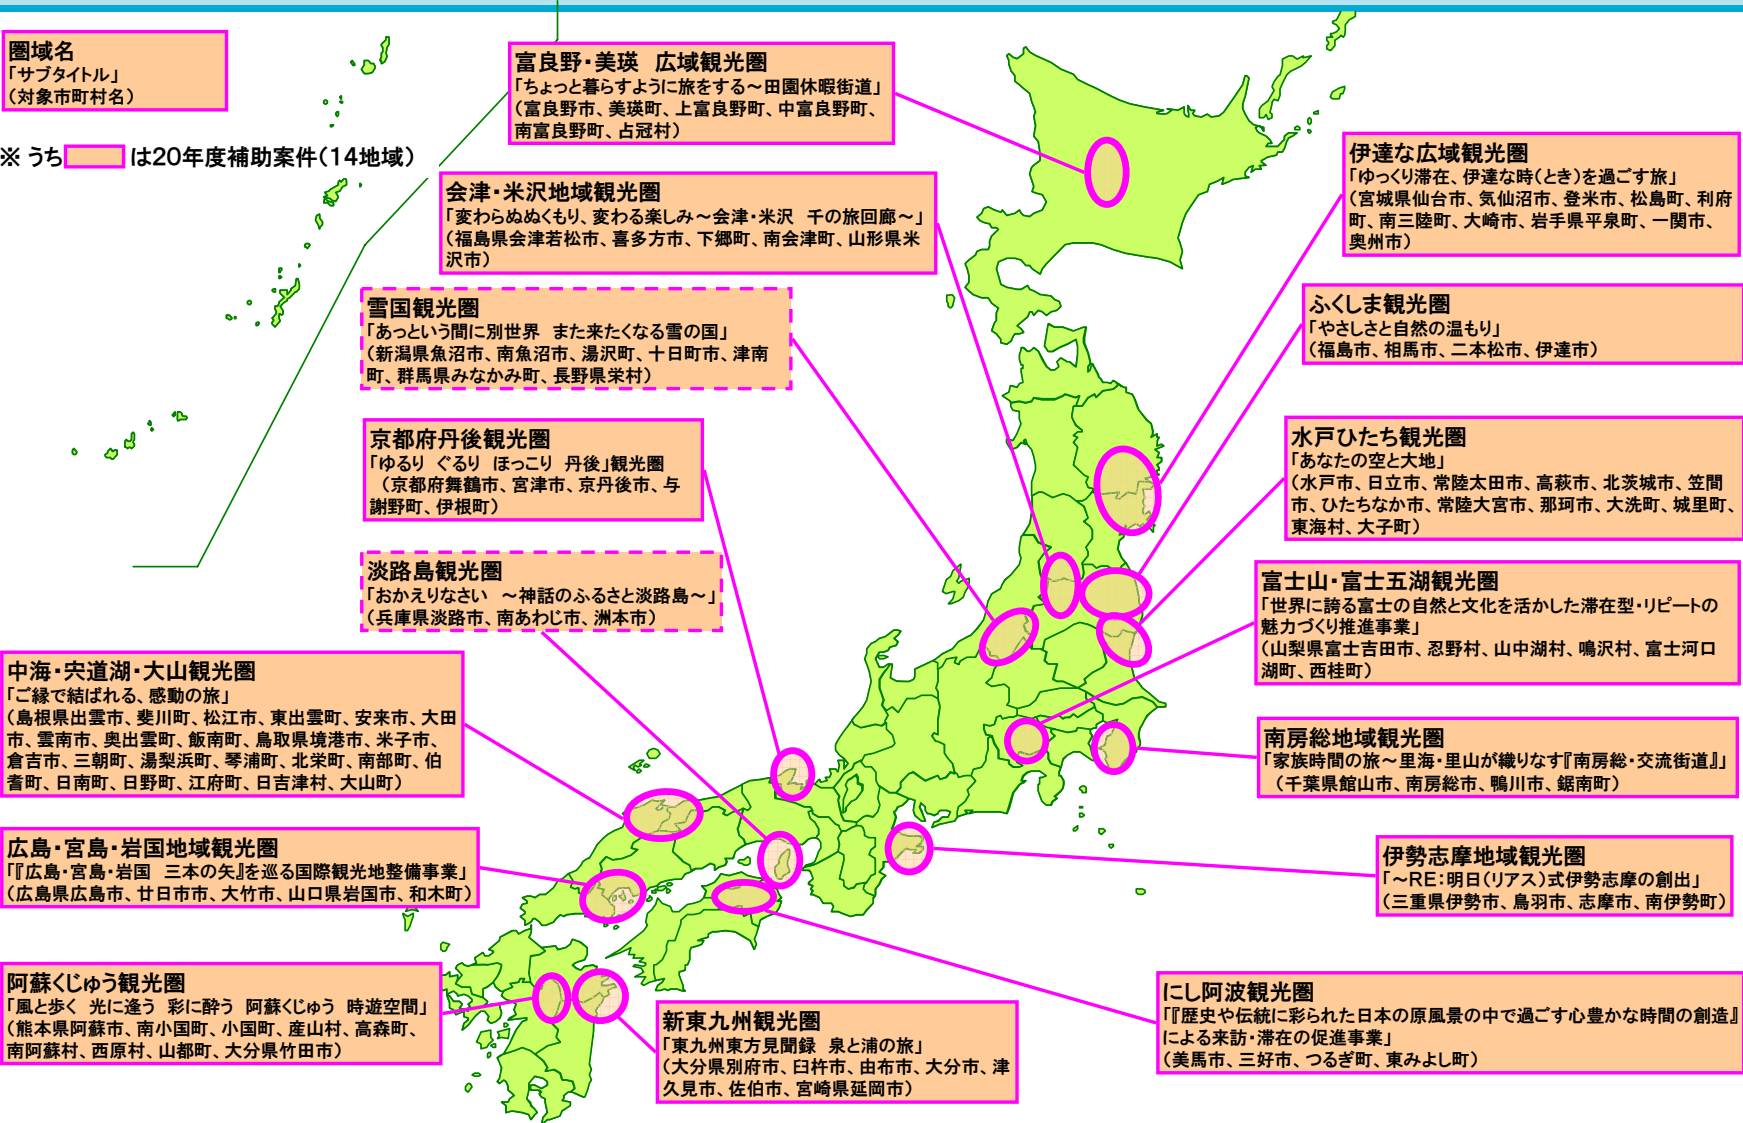 圏域名
「サブタイトル」
(対象市町村名)
※ うち は20年度補助案件(14地域)
富良野・美瑛 広域観光圏
「ちょっと暮らすように旅をする~田園休暇街道」
(富良野市、美瑛町、上富良野町、中富良野町、
南富良野町、占冠村)
会津・米沢地域観光圏
「変わらぬぬくもり、変わる楽しみ~会津・米沢 千の旅回廊~」
(福島県会津若松市、喜多方市、下郷町、南会津町、山形県米
沢市)
雪国観光圏
「あっという間に別世界 また来たくなる雪の国」
(新潟県魚沼市、南魚沼市、湯沢町、十日町市、津南
町、群馬県みなかみ町、長野県栄村)
京都府丹後観光圏
「ゆるり ぐるり ほっこり 丹後」観光圏
(京都府舞鶴市、宮津市、京丹後市、与
謝野町、伊根町)
淡路島観光圏
「おかえりなさい ~神話のふるさと淡路島~」
(兵庫県淡路市、南あわじ市、洲本市)
中海・宍道湖・大山観光圏
「ご縁で結ばれる、感動の旅」
(島根県出雲市、斐川町、松江市、東出雲町、安来市、大田
市、雲南市、奥出雲町、飯南町、鳥取県境港市、米子市、
倉吉市、三朝町、湯梨浜町、琴浦町、北栄町、南部町、伯
耆町、日南町、日野町、江府町、日吉津村、大山町)
広島・宮島・岩国地域観光圏
「『広島・宮島・岩国 三本の矢』を巡る国際観光地整備事業」
(広島県広島市、廿日市市、大竹市、山口県岩国市、和木町)
阿蘇くじゅう観光圏
「風と歩く 光に逢う 彩に酔う 阿蘇くじゅう 時遊空間」
(熊本県阿蘇市、南小国町、小国町、産山村、高森町、
南阿蘇村、西原村、山都町、大分県竹田市)
新東九州観光圏
「東九州東方見聞録 泉と浦の旅」
(大分県別府市、臼杵市、由布市、大分市、津
久見市、佐伯市、宮崎県延岡市)
伊達な広域観光圏
「ゆっくり滞在、伊達な時(とき)を過ごす旅」
(宮城県仙台市、気仙沼市、登米市、松島町、利府
町、南三陸町、大崎市、岩手県平泉町、一関市、
奥州市)
ふくしま観光圏
「やさしさと自然の温もり」
(福島市、相馬市、二本松市、伊達市)
水戸ひたち観光圏
「あなたの空と大地」
(水戸市、日立市、常陸太田市、高萩市、北茨城市、笠間
市、ひたちなか市、常陸大宮市、那珂市、大洗町、城里町、
東海村、大子町)
富士山・富士五湖観光圏
「世界に誇る富士の自然と文化を活かした滞在型・リピートの
魅力づくり推進事業」
(山梨県富士吉田市、忍野村、山中湖村、鳴沢村、富士河口
湖町、西桂町)
南房総地域観光圏
「家族時間の旅~里海・里山が織りなす『南房総・交流街道』」
(千葉県館山市、南房総市、鴨川市、鋸南町)
伊勢志摩地域観光圏
「~RE:明日(リアス)式伊勢志摩の創出」
(三重県伊勢市、鳥羽市、志摩市、南伊勢町)
にし阿波観光圏
「『歴史や伝統に彩られた日本の原風景の中で過ごす心豊かな時間の創造』
による来訪・滞在の促進事業」
(美馬市、三好市、つるぎ町、東みよし町)